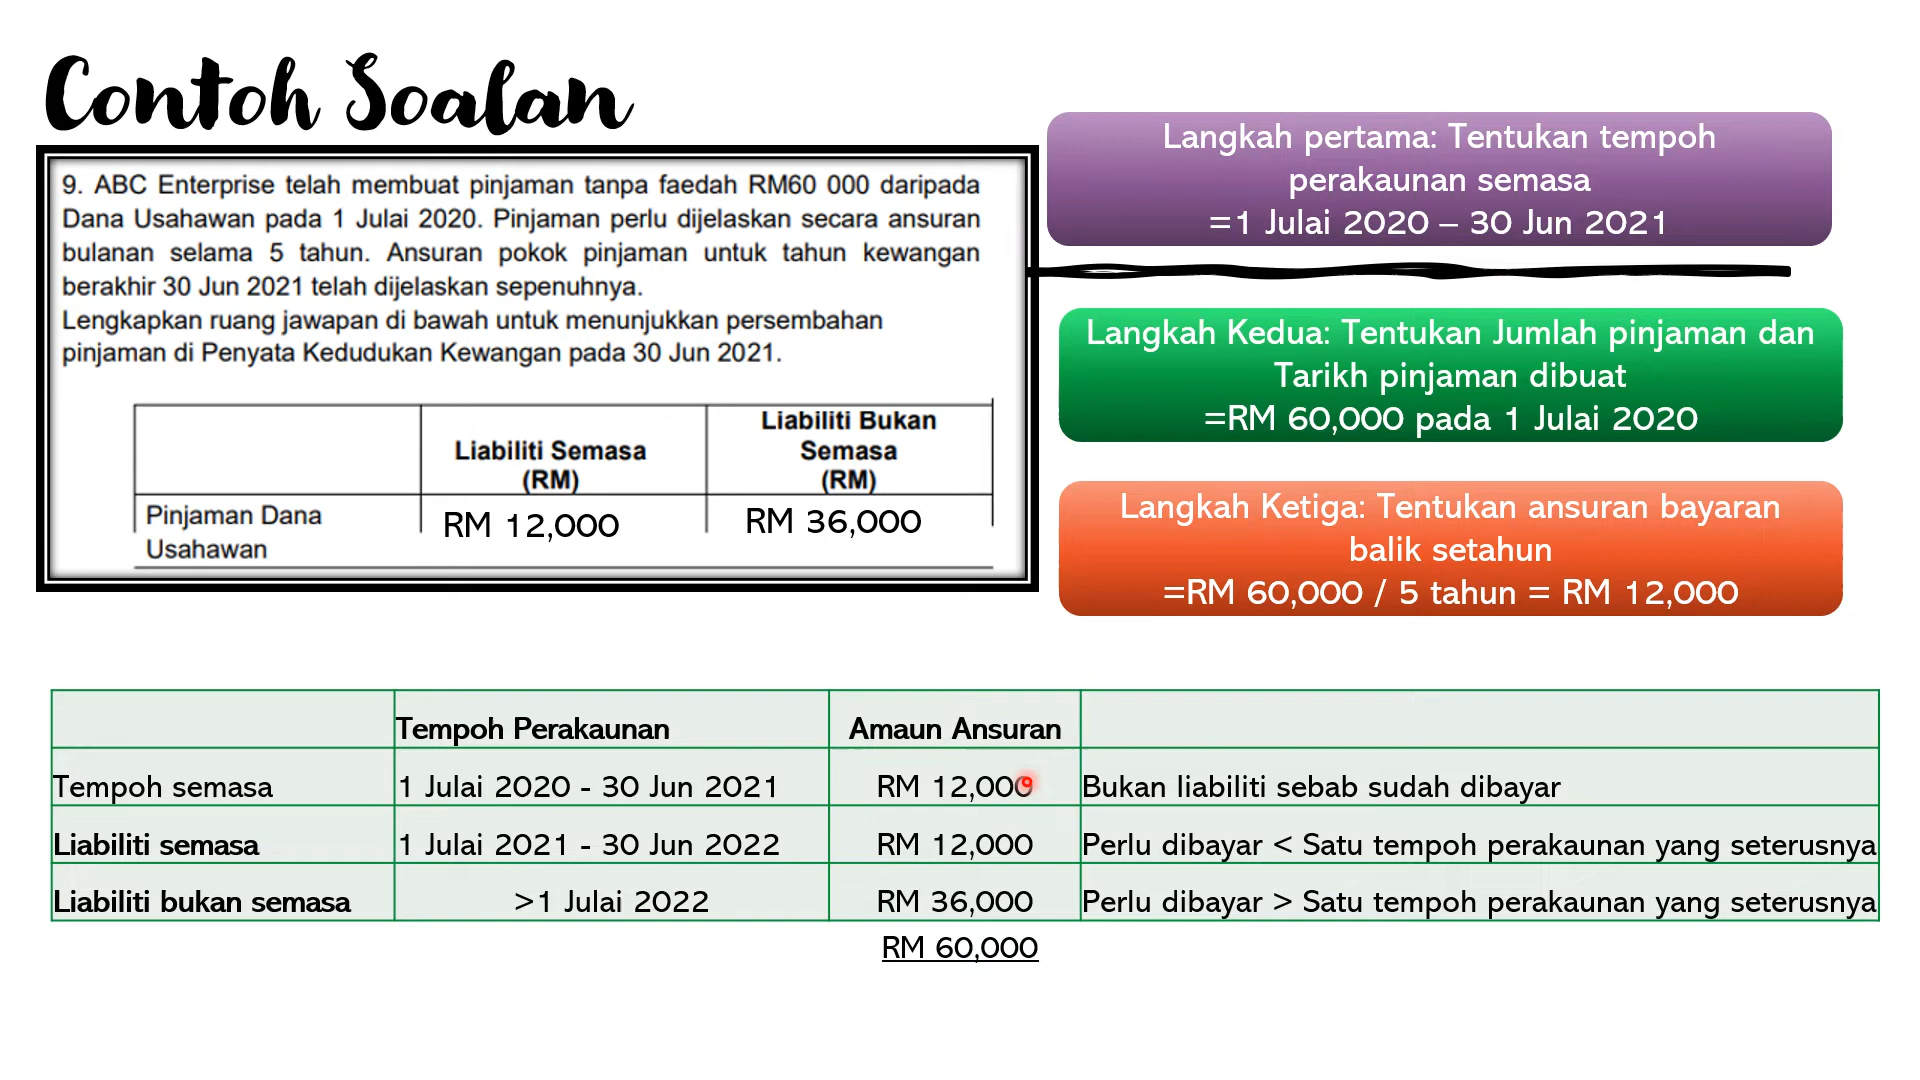 Contoh Soalan
9. ABC Enterprise telah membuat pinjaman tanpa faedah RM60 000 daripada
Dana Usahawan pada 1 Julai 2020. Pinjaman perlu dijelaskan secara ansuran
bulanan selama 5 tahun. Ansuran pokok pinjaman untuk tahun kewangan
berakhir 30 Jun 2021 telah dijelaskan sepenuhnya.
Lengkapkan ruang jawapan di bawah untuk menunjukkan persembahan
pinjaman di Penyata Kedudukan Kewangan pada 30 Jun 2021.
Liabiliti Semasa
(RM)
Liabiliti Bukan
Semasa
(RM)
Pinjaman Dana
Usahawan
RM 12,000
RM 36,000
Langkah pertama: Tentukan tempoh
perakaunan semasa
=1 Julai 2020 – 30 Jun 2021
Langkah Kedua: Tentukan Jumlah pinjaman dan
Tarikh pinjaman dibuat
=RM 60,000 pada 1 Julai 2020
Langkah Ketiga: Tentukan ansuran bayaran
balik setahun
=RM 60,000 / 5 tahun = RM 12,000
Tempoh Perakaunan Amaun Ansuran
Tempoh semasa 1 Julai 2020 - 30 Jun 2021 RM 12,000 Bukan liabiliti sebab sudah dibayar
Liabiliti semasa 1 Julai 2021 - 30 Jun 2022 RM 12,000 Perlu dibayar < Satu tempoh perakaunan yang seterusnya
Liabiliti bukan semasa >1 Julai 2022 RM 36,000 Perlu dibayar > Satu tempoh perakaunan yang seterusnya
RM 60,000